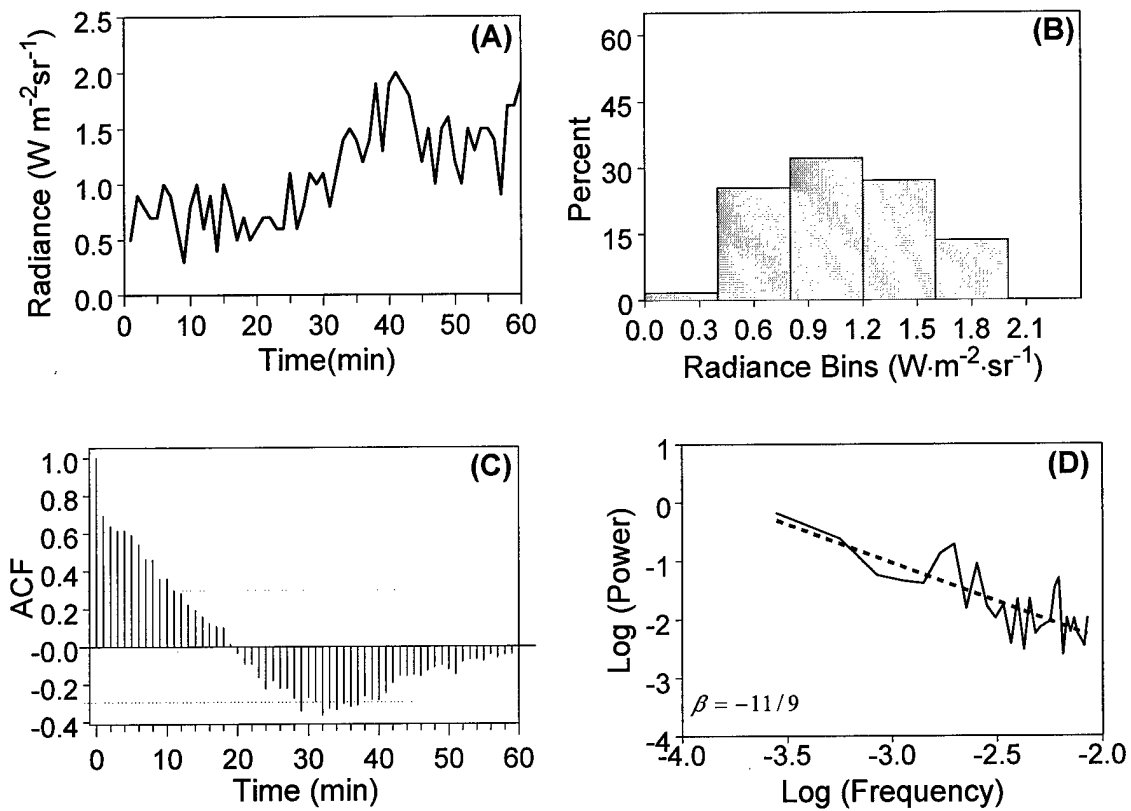 (A)
Radiance (W m⁻²sr⁻¹)
2.5
2.0
1.5
1.0
0.5
0.0
0 10 20 30 40 50 60
Time(min)
(B)
Percent
60
45
30
15
0
0.0 0.3 0.6 0.9 1.2 1.5 1.8 2.1
Radiance Bins (W·m⁻²·sr⁻¹)
(C)
ACF
1.0
0.8
0.6
0.4
0.2
-0.0
-0.2
-0.4
0 10 20 30 40 50 60
Time (min)
(D)
Log (Power)
1
0
-1
-2
-3
-4
β = −11/9
-4.0 -3.5 -3.0 -2.5 -2.0
Log (Frequency)